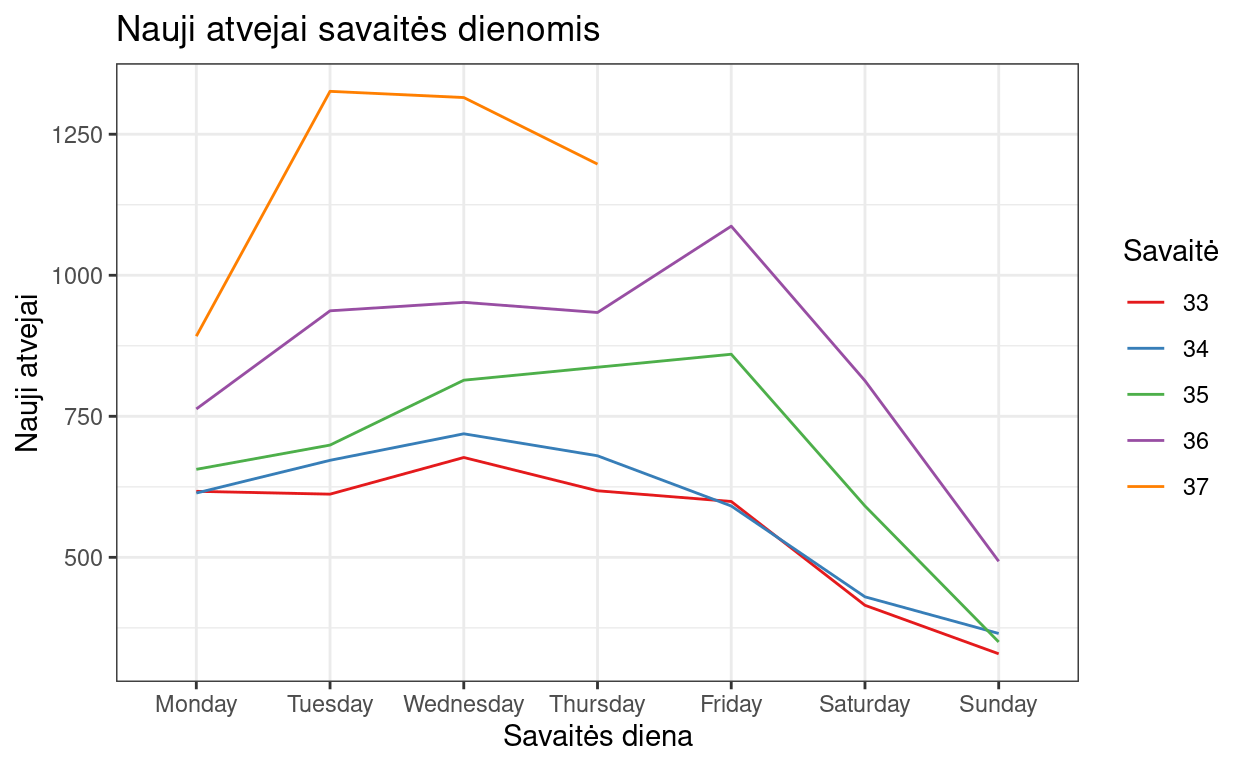 Nauji atvejai savaitės dienomis
Nauji atvejai
1250
1000
750
500
Monday Tuesday Wednesday Thursday Friday Saturday Sunday
Savaitės diena
Savaitė
33
34
35
36
37